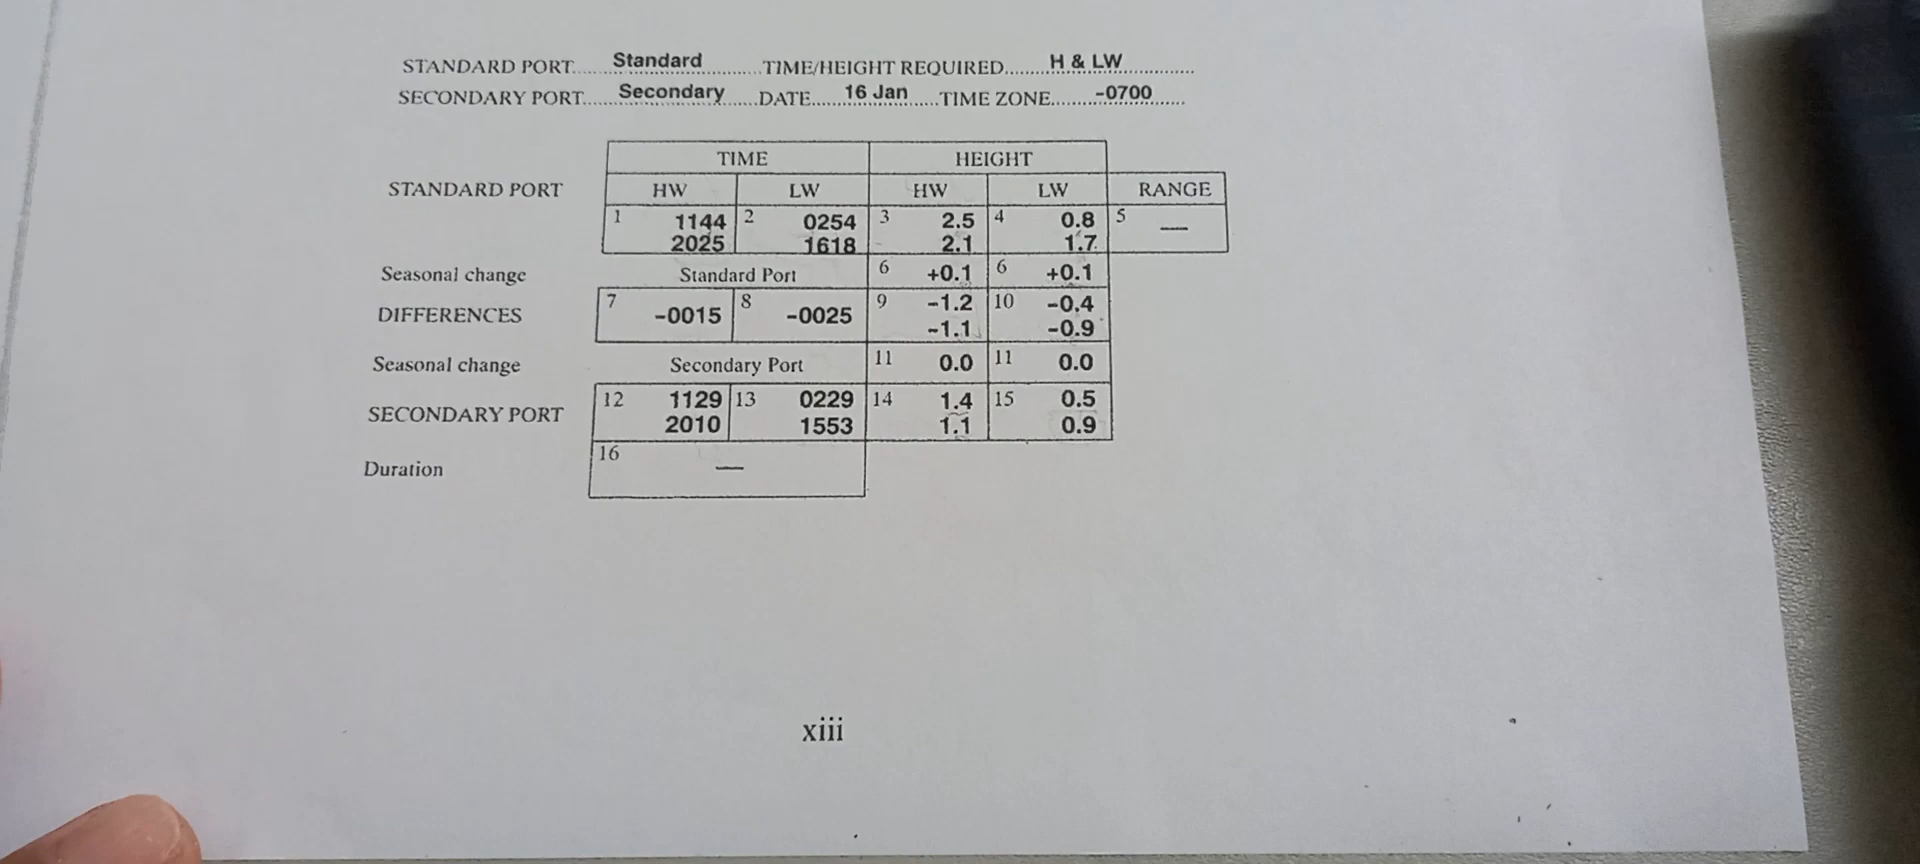 STANDARD PORT Standard TIME/HEIGHT REQUIRED H & LW
SECONDARY PORT Secondary DATE 16 Jan TIME ZONE -0700
TIME HEIGHT
STANDARD PORT HW LW HW LW RANGE
1 1144 2 0254 3 2.5 4 0.8 5 —
2025 1618 2.1 1.7
Seasonal change Standard Port 6 +0.1 6 +0.1
DIFFERENCES 7 -0015 8 -0025 9 -1.2 10 -0.4
-1.1 -0.9
Seasonal change Secondary Port 11 0.0 11 0.0
SECONDARY PORT 12 1129 13 0229 14 1.4 15 0.5
2010 1553 1.1 0.9
Duration 16 —
xiii